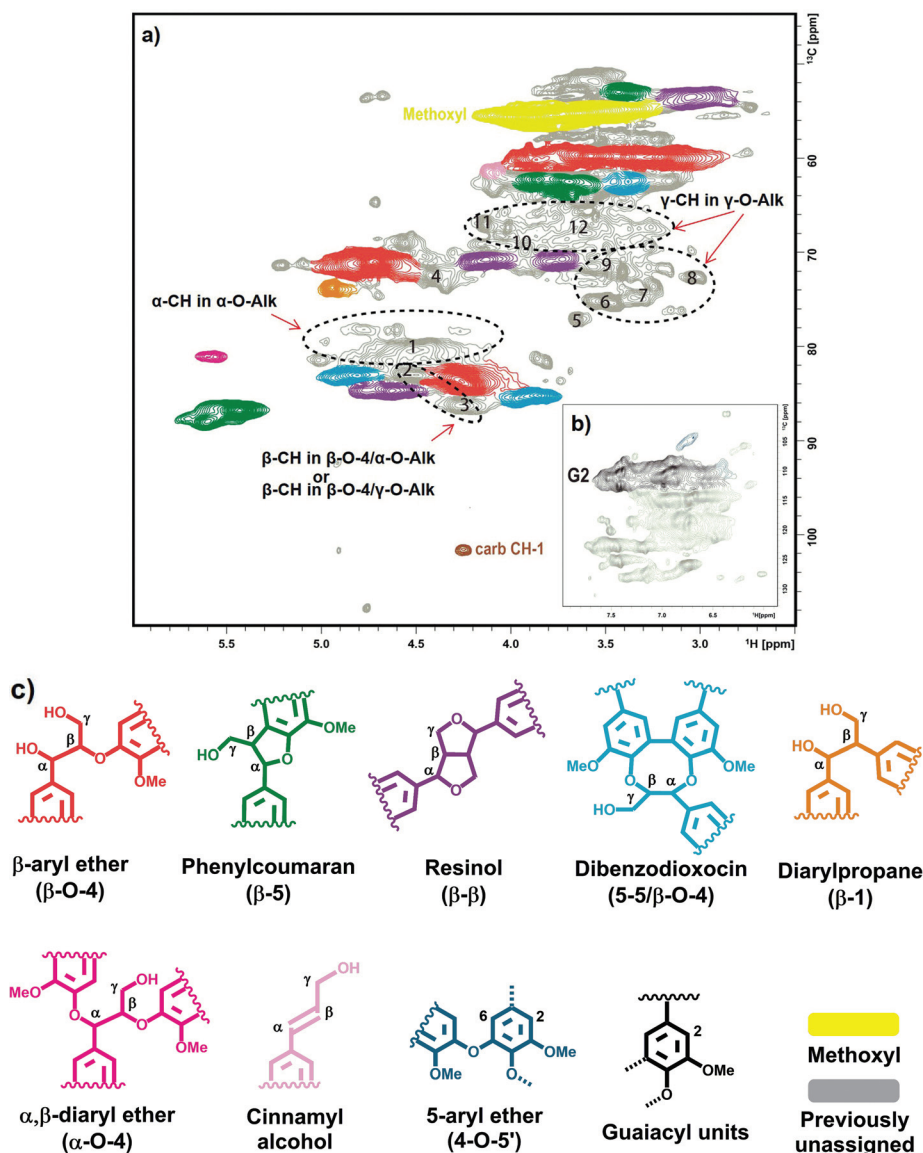 a)
¹³C [ppm]
Methoxyl
60
γ-CH in γ-O-Alk
11
12
10
70
4
9
8
7
6
5
α-CH in α-O-Alk
1
80
2
3
β-CH in β-O-4/α-O-Alk
or
β-CH in β-O-4/γ-O-Alk
90
carb CH-1
100
5.5 5.0 4.5 4.0 3.5 3.0 ¹H [ppm]
b)
¹³C [ppm]
G2
105
110
115
120
125
130
7.5 7.0 6.5 ¹H[ppm]
c)
HO γ
HO β
α O
OMe
β-aryl ether
(β-O-4)
HO γ β
α O
OMe
Phenylcoumaran
(β-5)
γ O
β
α O
Resinol
(β-β)
MeO OMe
O β α O
HO γ
Dibenzodioxocin
(5-5/β-O-4)
HO γ
HO β
α
Diarylpropane
(β-1)
MeO γ OH
O β
α O
OMe
α,β-diaryl ether
(α-O-4)
γ OH
β
α
Cinnamyl
alcohol
6 2
O
OMe O OMe
5-aryl ether
(4-O-5')
2
O OMe
Guaiacyl units
Methoxyl
Previously
unassigned